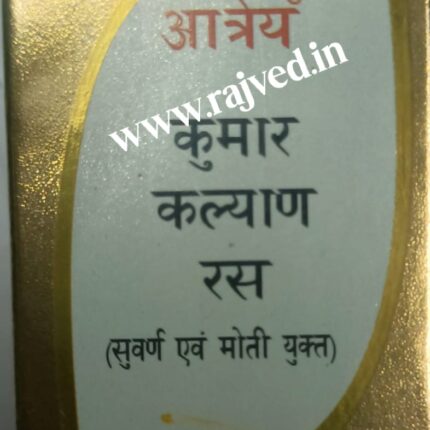 आत्रेय
www.rajved.in
कुमार
कल्याण
रस
(सुवर्ण एवं मोती युक्त)